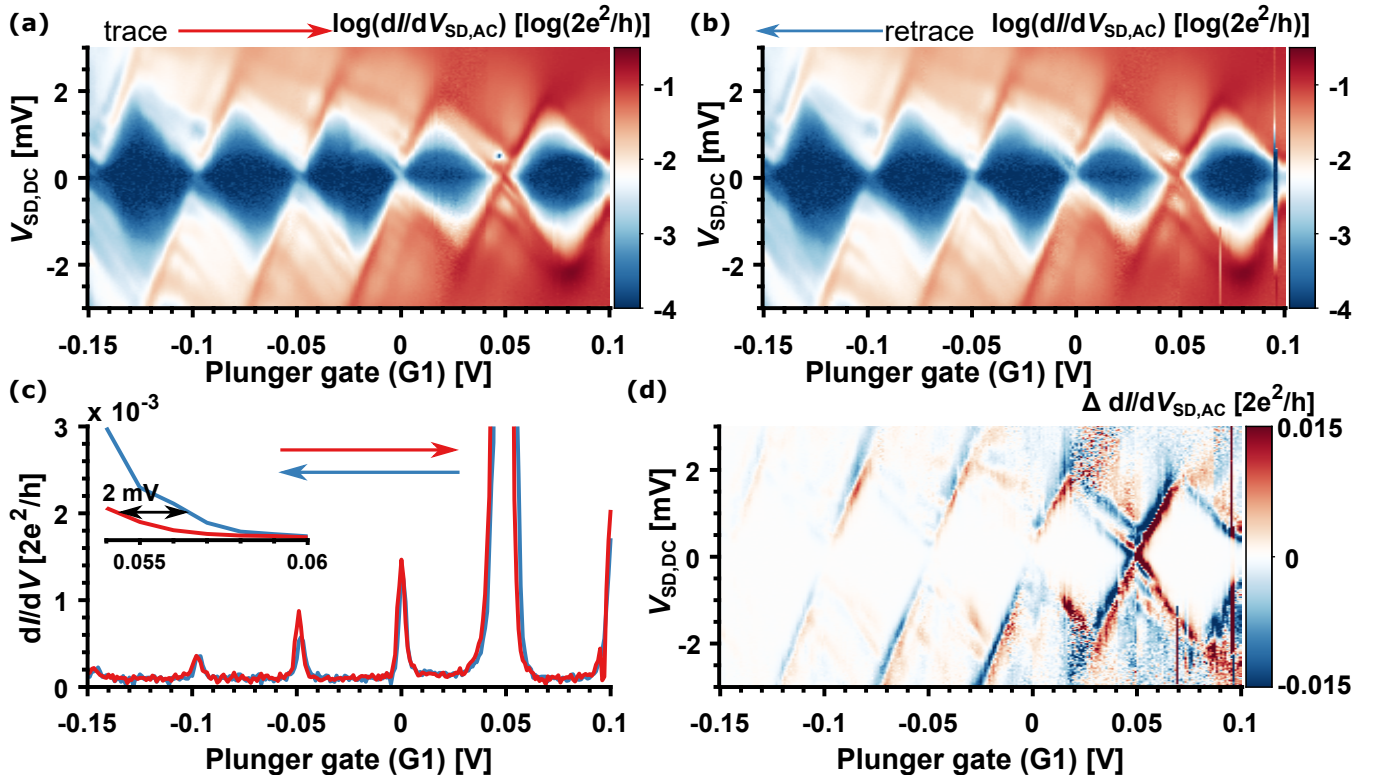 (a) trace log(dI/dV_SD,AC) [log(2e²/h)]
V_SD,DC [mV]
2
0
-2
-1
-2
-3
-4
-0.15 -0.1 -0.05 0 0.05 0.1
Plunger gate (G1) [V]
(b) retrace log(dI/dV_SD,AC) [log(2e²/h)]
V_SD,DC [mV]
2
0
-2
-1
-2
-3
-4
-0.15 -0.1 -0.05 0 0.05 0.1
Plunger gate (G1) [V]
(c)
dI/dV [2e²/h]
3
2
1
0
x 10⁻³
2 mV
0.055 0.06
-0.15 -0.1 -0.05 0 0.05 0.1
Plunger gate (G1) [V]
(d) Δ dI/dV_SD,AC [2e²/h]
V_SD,DC [mV]
2
0
-2
0.015
0
-0.015
-0.15 -0.1 -0.05 0 0.05 0.1
Plunger gate (G1) [V]